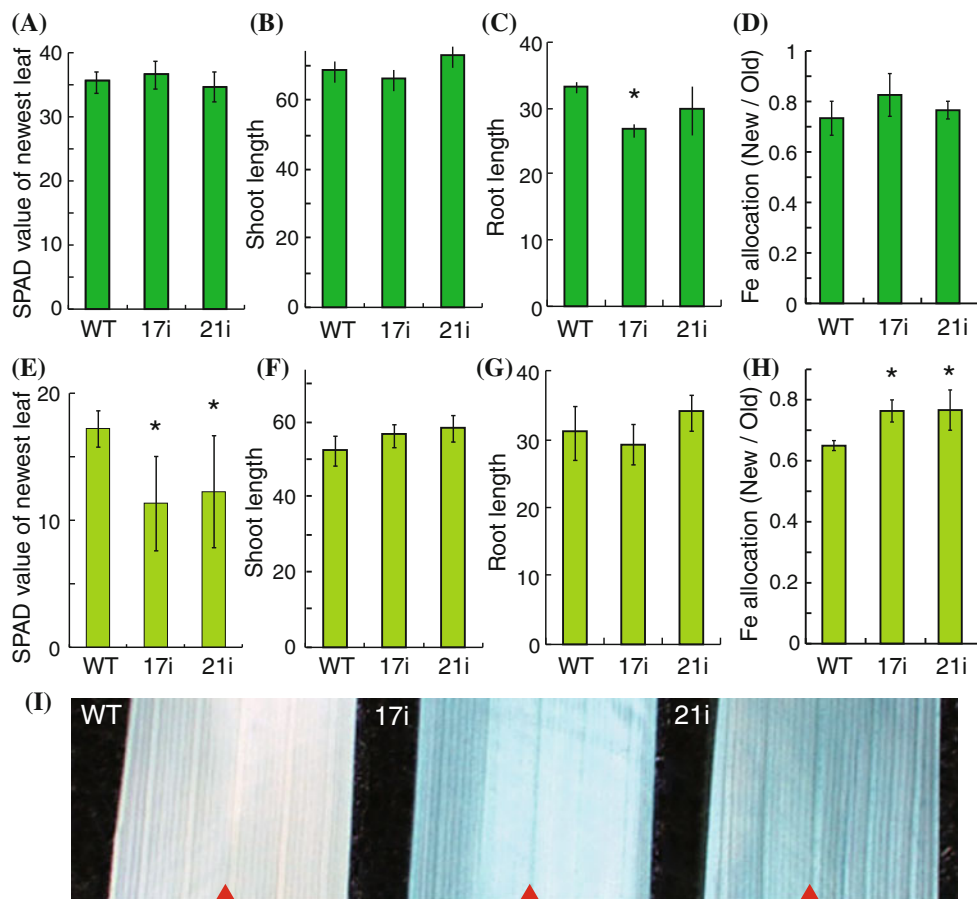 (A)
SPAD value of newest leaf
40
30
20
10
0
WT 17i 21i
(B)
Shoot length
60
40
20
0
WT 17i 21i
(C)
Root length
40
30
20
10
0
*
WT 17i 21i
(D)
Fe allocation (New / Old)
1
0.8
0.6
0.4
0.2
0
WT 17i 21i
(E)
SPAD value of newest leaf
20
10
0
* *
WT 17i 21i
(F)
Shoot length
60
40
20
0
WT 17i 21i
(G)
Root length
40
30
20
10
0
WT 17i 21i
(H)
Fe allocation (New / Old)
0.8
0.6
0.4
0.2
0
* *
WT 17i 21i
(I)
WT 17i 21i